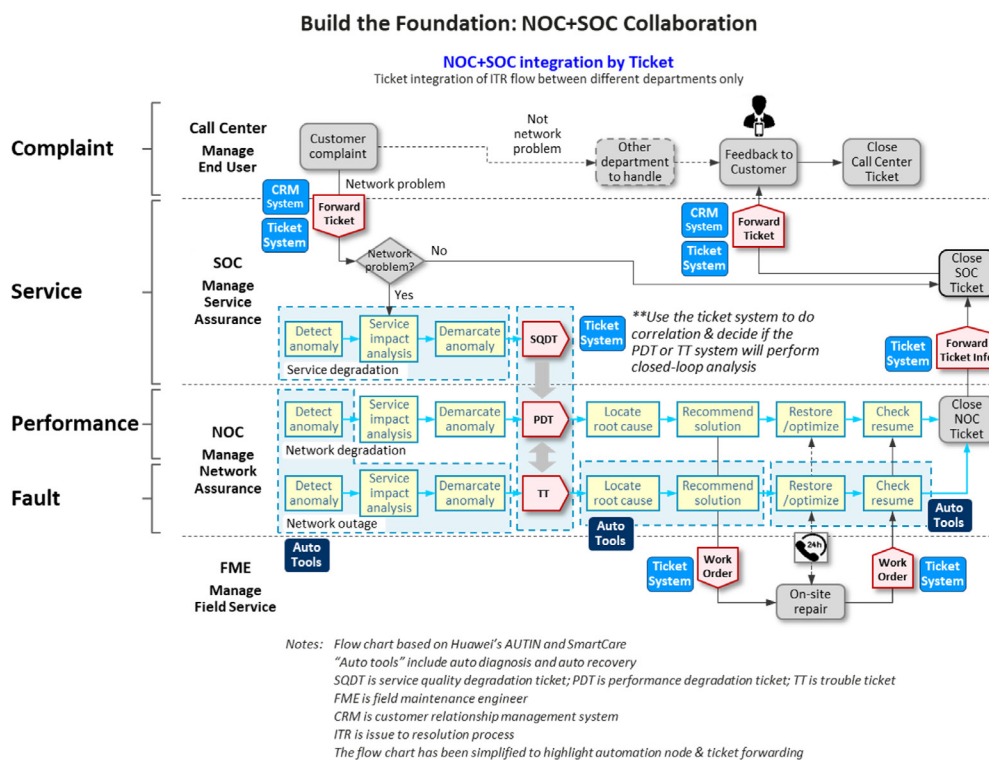 Build the Foundation: NOC+SOC Collaboration
NOC+SOC integration by Ticket
Ticket integration of ITR flow between different departments only
Complaint
Call Center
Manage
End User
Customer
complaint
Not
network
problem
Other
department
to handle
Feedback to
Customer
Close
Call Center
Ticket
Network problem
CRM
System
Ticket
System
Forward
Ticket
CRM
System
Ticket
System
Forward
Ticket
Service
SOC
Manage
Service
Assurance
Network
problem?
No
Yes
Close
SOC
Ticket
Detect
anomaly
Service
impact
analysis
Demarcate
anomaly
Service degradation
SQDT
Ticket
System
**Use the ticket system to do
correlation & decide if the
PDT or TT system will perform
closed-loop analysis
Ticket
System
Forward
Ticket Info
Performance
NOC
Manage
Network
Assurance
Detect
anomaly
Service
impact
analysis
Demarcate
anomaly
Network degradation
PDT
Locate
root cause
Recommend
solution
Restore
/optimize
Check
resume
Close
NOC
Ticket
Fault
Detect
anomaly
Service
impact
analysis
Demarcate
anomaly
Network outage
TT
Locate
root cause
Recommend
solution
Restore
/optimize
Check
resume
Auto
Tools
Auto
Tools
Auto
Tools
FME
Manage
Field Service
Ticket
System
Work
Order
24h
On-site
repair
Work
Order
Ticket
System
Notes: Flow chart based on Huawei's AUTIN and SmartCare
"Auto tools" include auto diagnosis and auto recovery
SQDT is service quality degradation ticket; PDT is performance degradation ticket; TT is trouble ticket
FME is field maintenance engineer
CRM is customer relationship management system
ITR is issue to resolution process
The flow chart has been simplified to highlight automation node & ticket forwarding